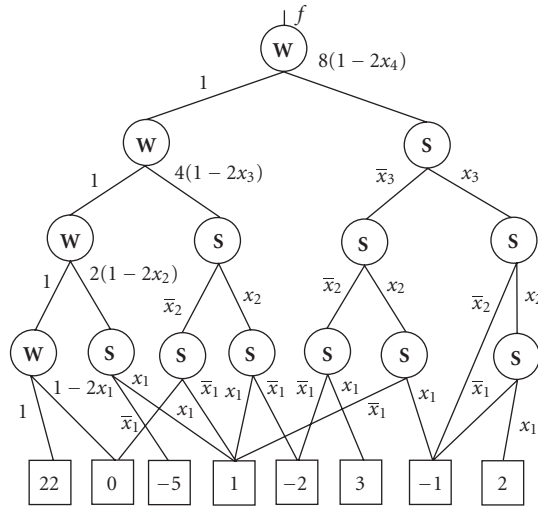 f
W
1 8(1 − 2x₄)
W S
1 4(1 − 2x₃) x̅₃ x₃
W S S S
1 2(1 − 2x₂) x̅₂ x₂ x̅₂ x₂ x̅₂ x₂
W S S S S S S
1 1 − 2x₁ x̅₁ x₁ x₁ x̅₁ x₁ x̅₁ x̅₁ x₁ x̅₁ x₁ x̅₁ x₁
22 0 −5 1 −2 3 −1 2